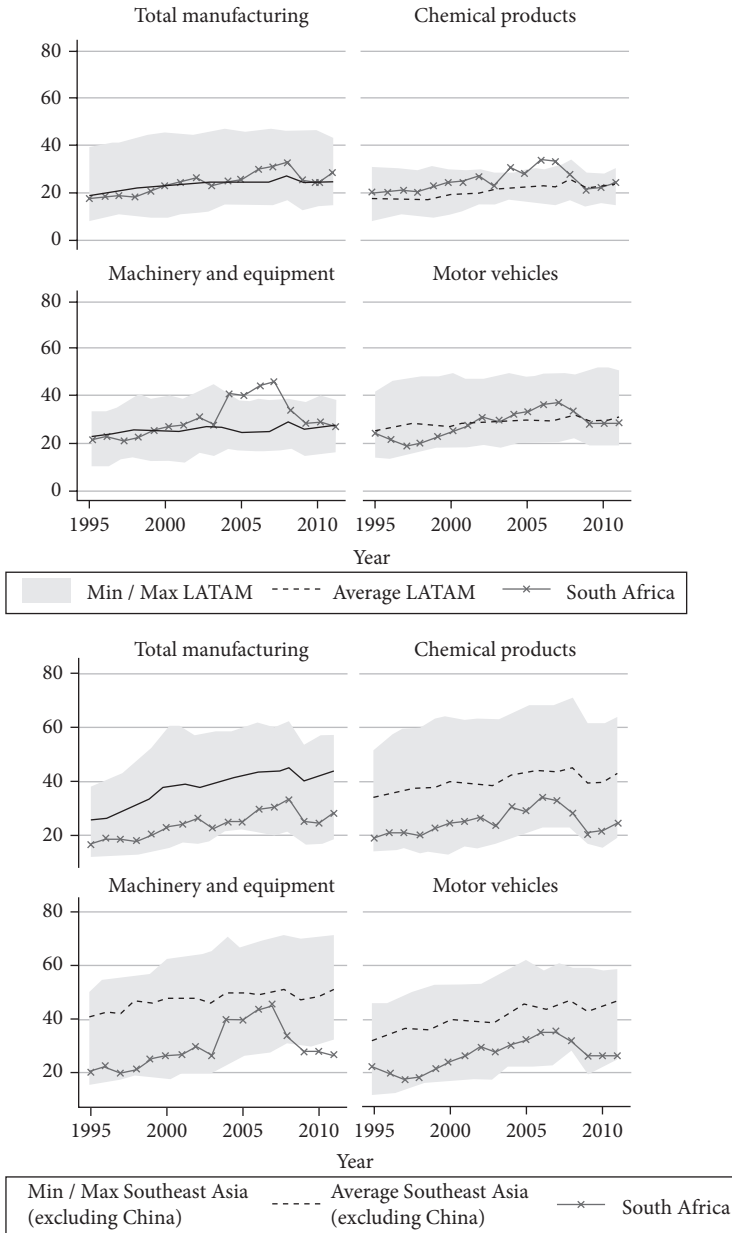 Total manufacturing
Chemical products
80
60
40
20
0
Machinery and equipment
Motor vehicles
80
60
40
20
0
1995 2000 2005 2010
1995 2000 2005 2010
Year
Min / Max LATAM
Average LATAM
South Africa
Total manufacturing
Chemical products
80
60
40
20
Machinery and equipment
Motor vehicles
80
60
40
20
1995 2000 2005 2010
1995 2000 2005 2010
Year
Min / Max Southeast Asia
(excluding China)
Average Southeast Asia
(excluding China)
South Africa